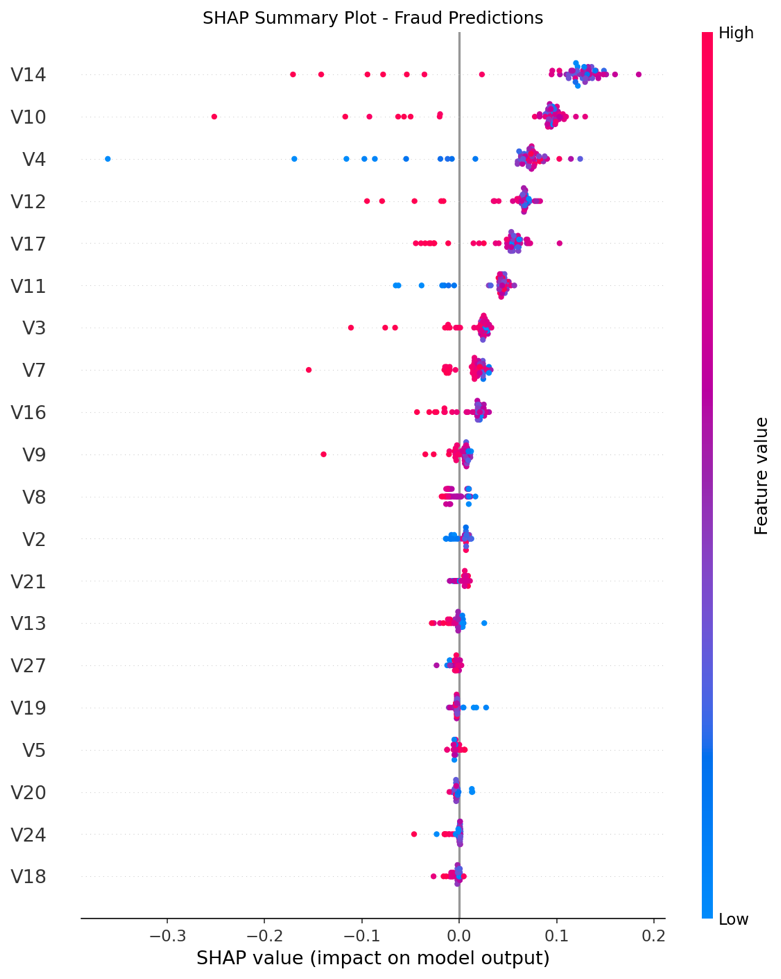 SHAP Summary Plot - Fraud Predictions
High
V14
V10
V4
V12
V17
V11
V3
V7
V16
V9
V8
V2
V21
V13
V27
V19
V5
V20
V24
V18
Feature value
Low
−0.3 −0.2 −0.1 0.0 0.1 0.2
SHAP value (impact on model output)